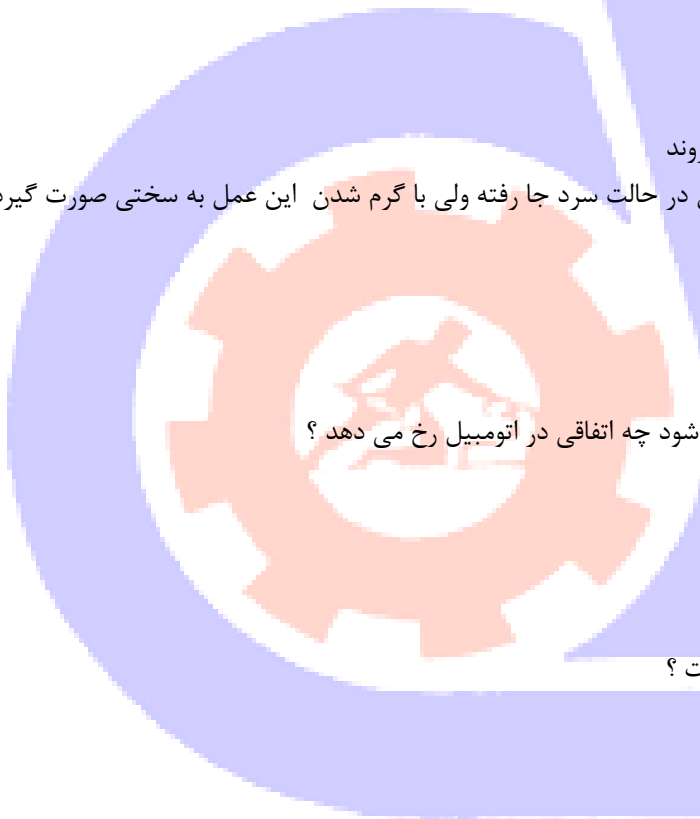 روند
در حالت سرد جا رفته ولی با گرم شدن این عمل به سختی صورت گیرد
شود چه اتفاقی در اتومبیل رخ می دهد ؟
ت ؟